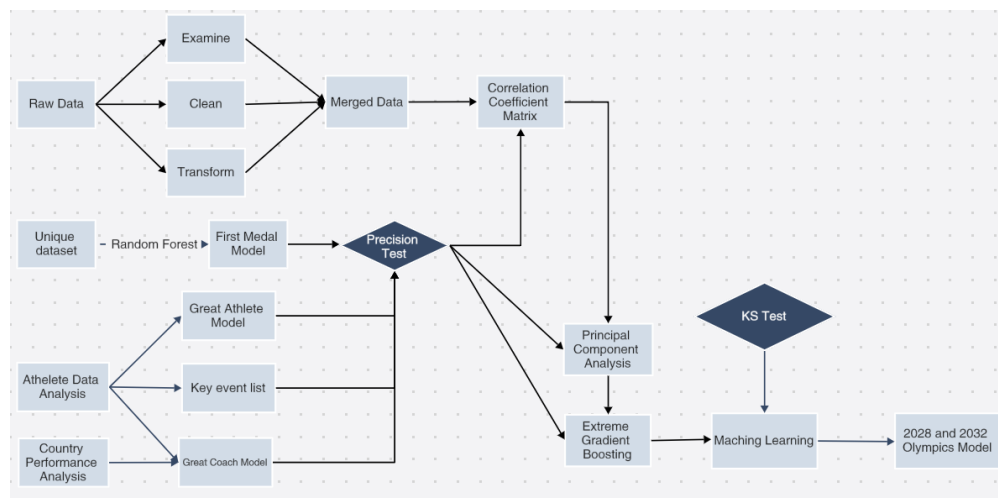 Examine
Raw Data
Clean
Merged Data
Correlation
Coefficient
Matrix
Transform
Unique
dataset
Random Forest
First Medal
Model
Precision
Test
Great Athlete
Model
KS Test
Principal
Component
Analysis
Athelete Data
Analysis
Key event list
Country
Performance
Analysis
Great Coach Model
Extreme
Gradient
Boosting
Maching Learning
2028 and 2032
Olympics Model